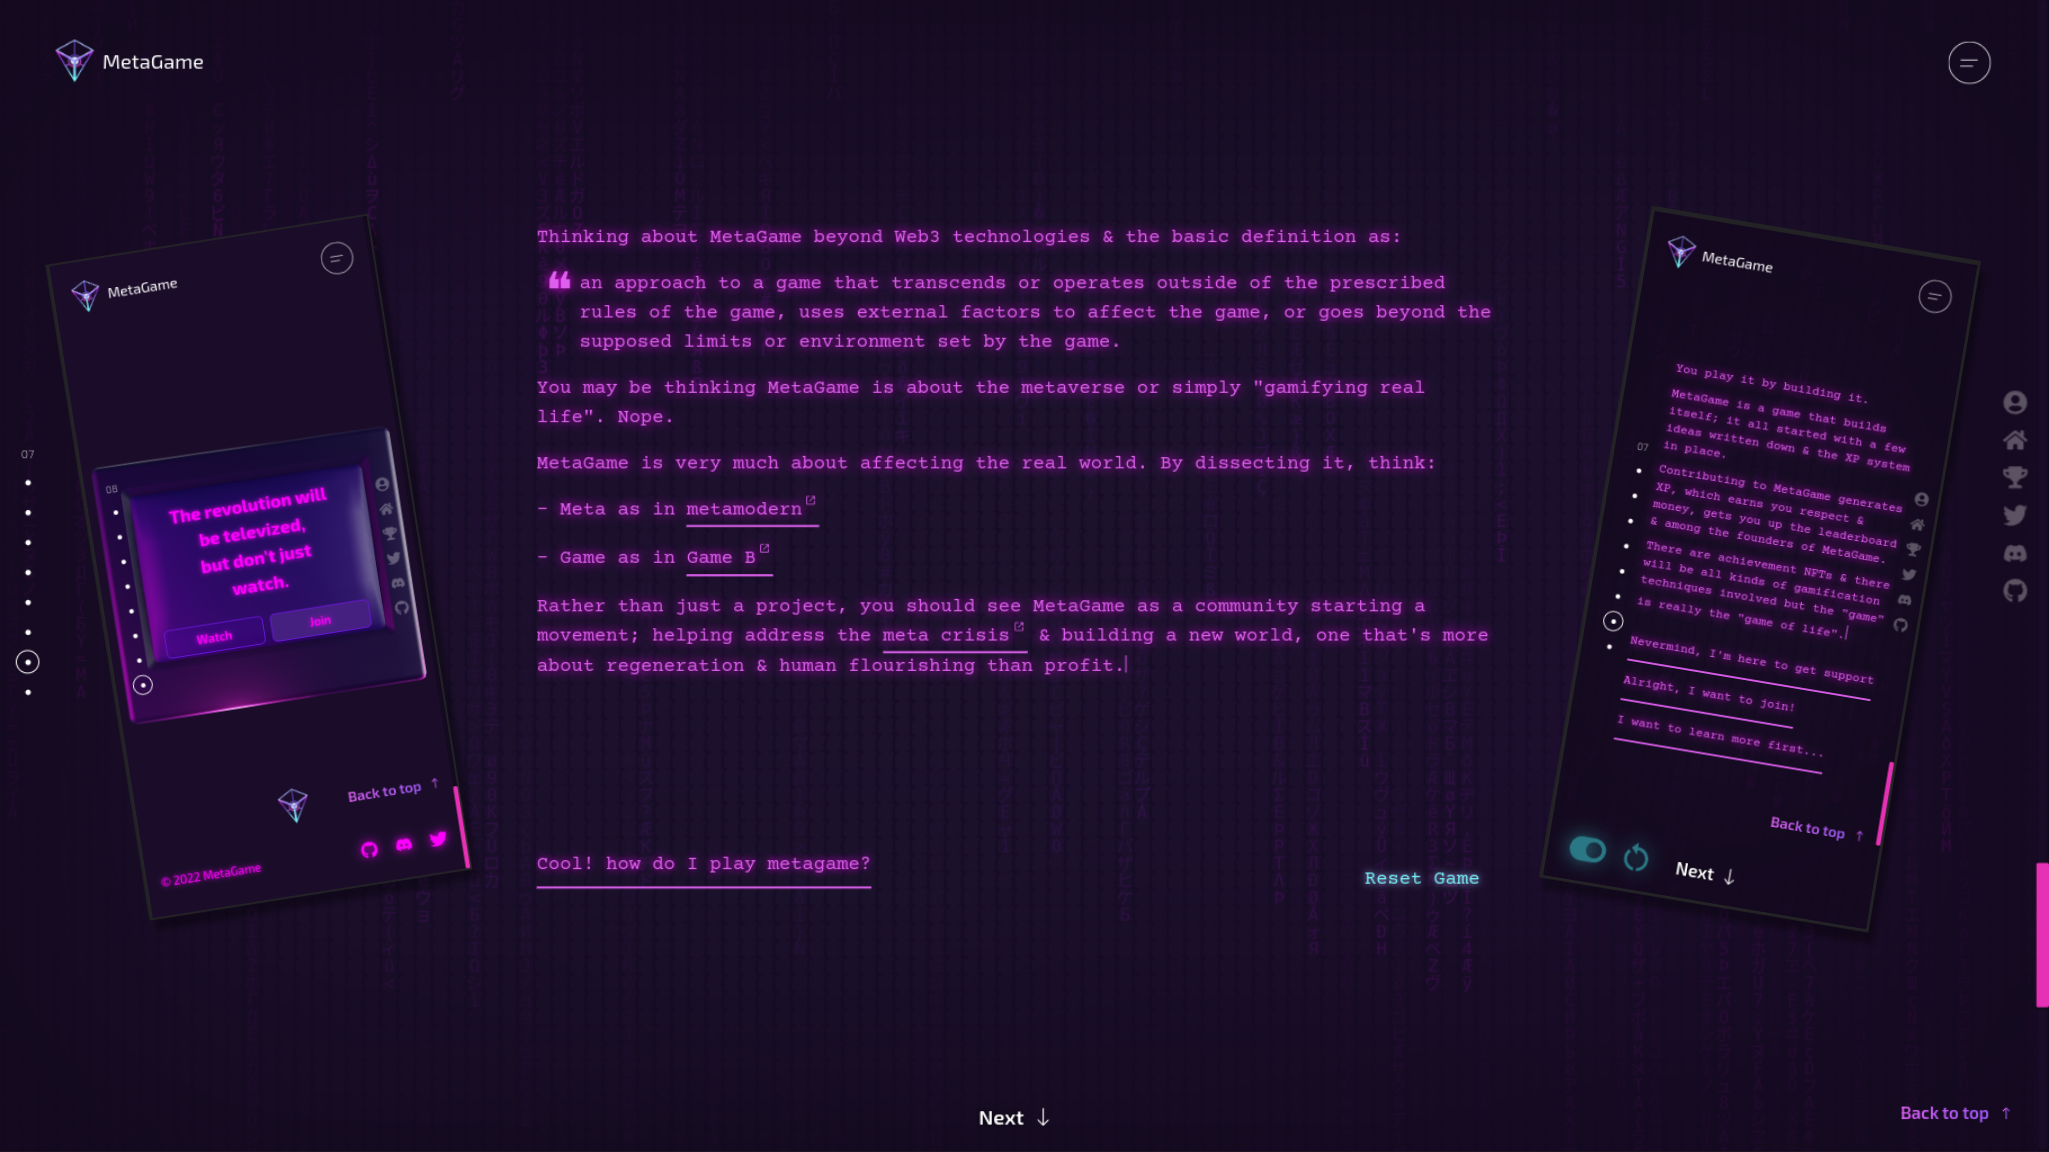 MetaGame
Thinking about MetaGame beyond Web3 technologies & the basic definition as:
❝ an approach to a game that transcends or operates outside of the prescribed
rules of the game, uses external factors to affect the game, or goes beyond the
supposed limits or environment set by the game.
You may be thinking MetaGame is about the metaverse or simply "gamifying real
life". Nope.
MetaGame is very much about affecting the real world. By dissecting it, think:
- Meta as in metamodern
- Game as in Game B
Rather than just a project, you should see MetaGame as a community starting a
movement; helping address the meta crisis & building a new world, one that's more
about regeneration & human flourishing than profit.
Cool! how do I play metagame?
Reset Game
Next ↓
Back to top ↑
07
MetaGame
08
The revolution will
be televized,
but don't just
watch.
Watch
Join
Back to top ↑
© 2022 MetaGame
MetaGame
07
You play it by building it.
MetaGame is a game that builds
itself; it all started with a few
ideas written down & the XP system
in place.
Contributing to MetaGame generates
XP, which earns you respect &
money, gets you up the leaderboard
& among the founders of MetaGame.
There are achievement NFTs & there
will be all kinds of gamification
techniques involved but the "game"
is really the "game of life".
Nevermind, I'm here to get support
Alright, I want to join!
I want to learn more first...
Back to top ↑
Next ↓